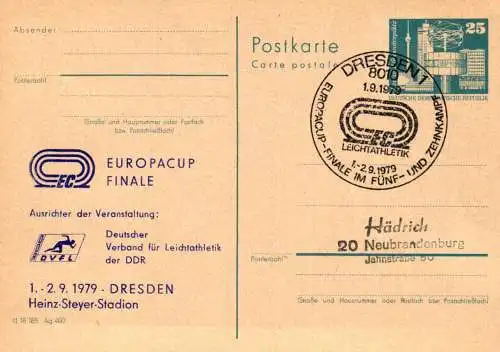 Absender
Postleitzahl
(Straße und Hausnummer oder Postfach
bzw. Postschließfach)
EC
EUROPACUP
FINALE
Ausrichter der Veranstaltung:
DVFL
Deutscher
Verband für Leichtathletik
der DDR
1. - 2. 9. 1979 - DRESDEN
Heinz-Steyer-Stadion
Postkarte
Carte postale
25
DEUTSCHE DEMOKRATISCHE REPUBLIK
DRESDEN 1
8010
1.9.1979
EC
LEICHTATHLETIK
1.-2.9.1979
EUROPACUP-FINALE IM FÜNF- UND ZEHNKAMPF
Hädrich
20 Neubrandenburg
Jahnstraße 60
Postleitzahl
(Straße und Hausnummer oder Postfach bzw. Postschließfach)